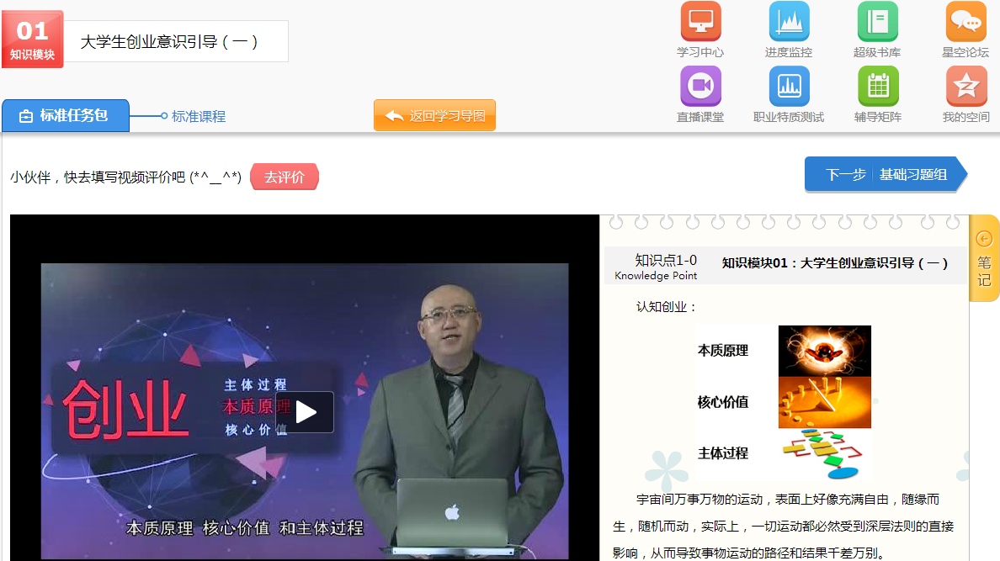 01
知识模块
大学生创业意识引导（一）
学习中心
进度监控
超级书库
星空论坛
直播课堂
职业特质测试
辅导矩阵
我的空间
标准任务包
标准课程
返回学习导图
小伙伴，快去填写视频评价吧 (*^__^*)
去评价
下一步
基础习题组
创业
主体过程
本质原理
核心价值
本质原理 核心价值 和主体过程
知识点1-0
Knowledge Point
知识模块01：大学生创业意识引导（一）
笔记
认知创业：
本质原理
核心价值
主体过程
宇宙间万事万物的运动，表面上好像充满自由，随缘而
生，随机而动，实际上，一切运动都必然受到深层法则的直接
影响，从而导致事物运动的路径和结果千差万别。